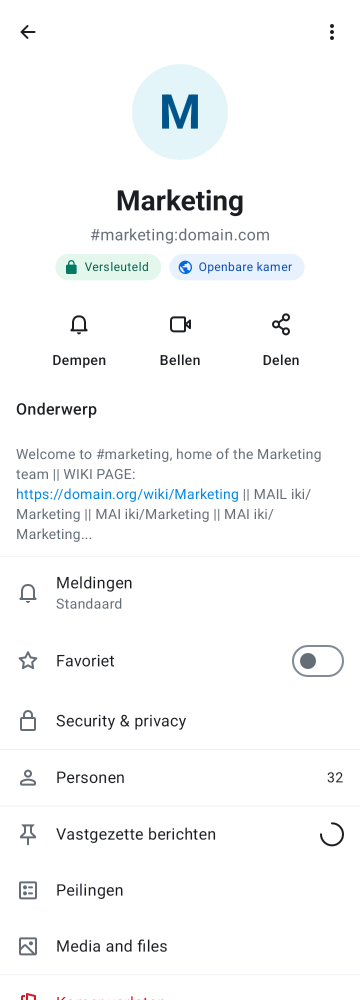 M
Marketing
#marketing:domain.com
Versleuteld
Openbare kamer
Dempen
Bellen
Delen
Onderwerp
Welcome to #marketing, home of the Marketing
team || WIKI PAGE:
https://domain.org/wiki/Marketing || MAIL iki/
Marketing || MAI iki/Marketing || MAI iki/
Marketing...
Meldingen
Standaard
Favoriet
Security & privacy
Personen 32
Vastgezette berichten
Peilingen
Media and files